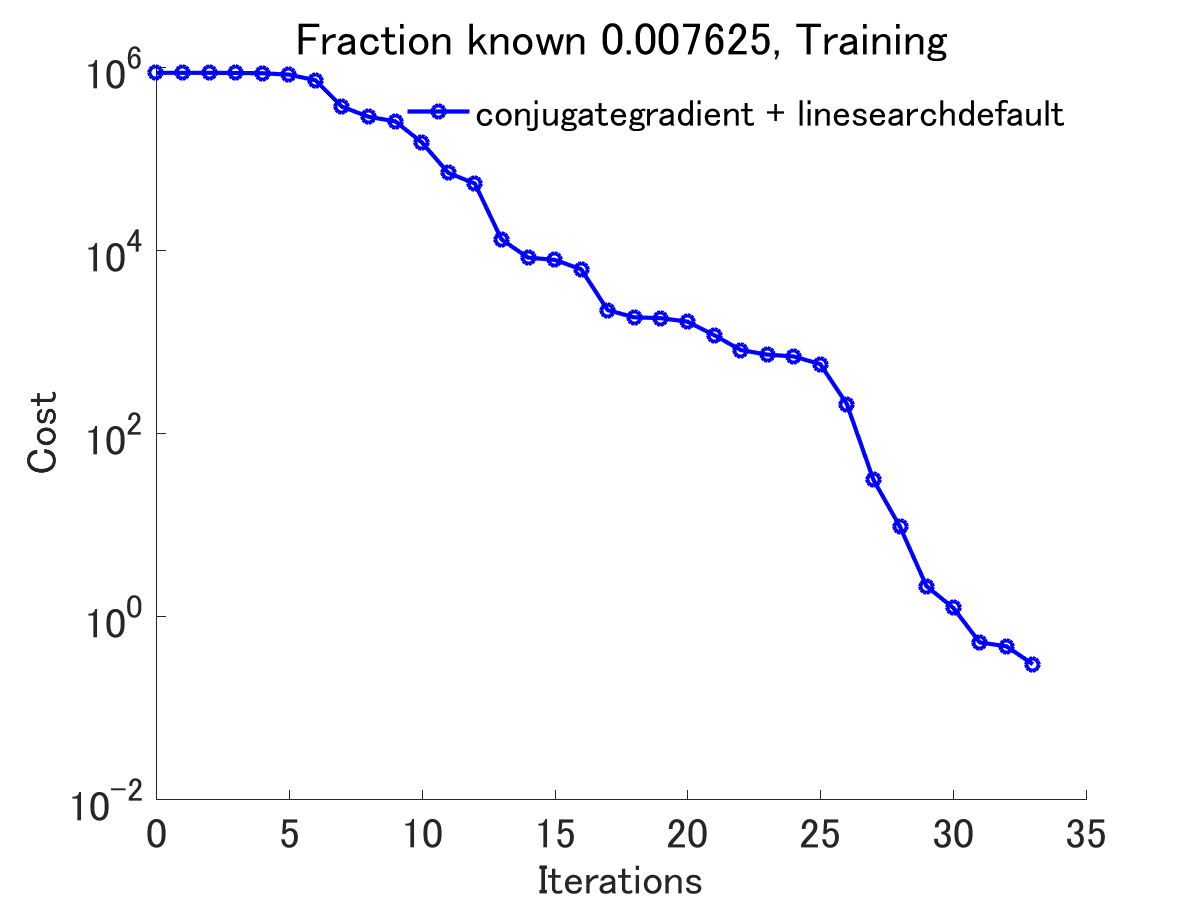 Fraction known 0.007625, Training
conjugategradient + linesearchdefault
Cost
10^6
10^4
10^2
10^0
10^-2
0 5 10 15 20 25 30 35
Iterations